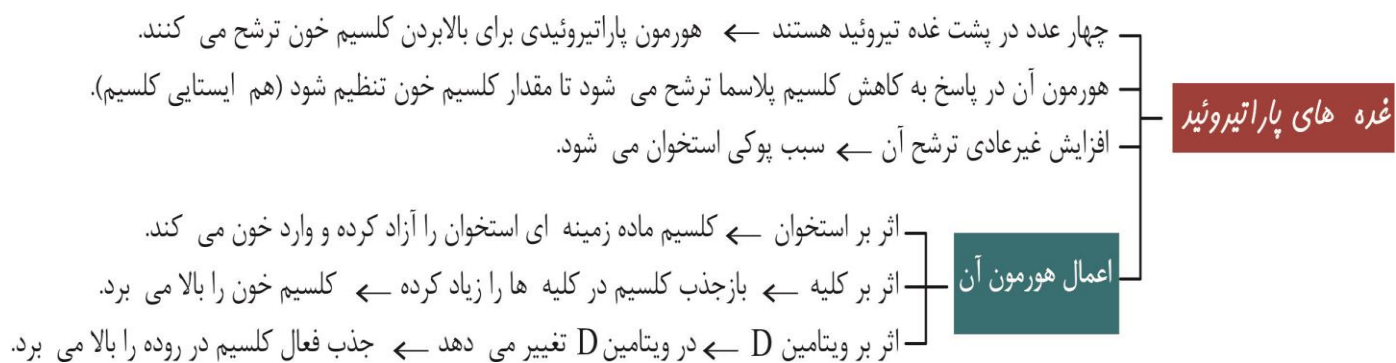 غده های پاراتیروئید
چهار عدد در پشت غده تیروئید هستند ← هورمون پاراتیروئیدی برای بالابردن کلسیم خون ترشح می کنند.
هورمون آن در پاسخ به کاهش کلسیم پلاسما ترشح می شود تا مقدار کلسیم خون تنظیم شود (هم ایستایی کلسیم).
افزایش غیرعادی ترشح آن ← سبب پوکی استخوان می شود.
اعمال هورمون آن
اثر بر استخوان ← کلسیم ماده زمینه ای استخوان را آزاد کرده و وارد خون می کند.
اثر بر کلیه ← بازجذب کلسیم در کلیه ها را زیاد کرده ← کلسیم خون را بالا می برد.
اثر بر ویتامین D ← در ویتامین D تغییر می دهد ← جذب فعال کلسیم در روده را بالا می برد.